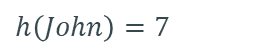 h(John) = 7